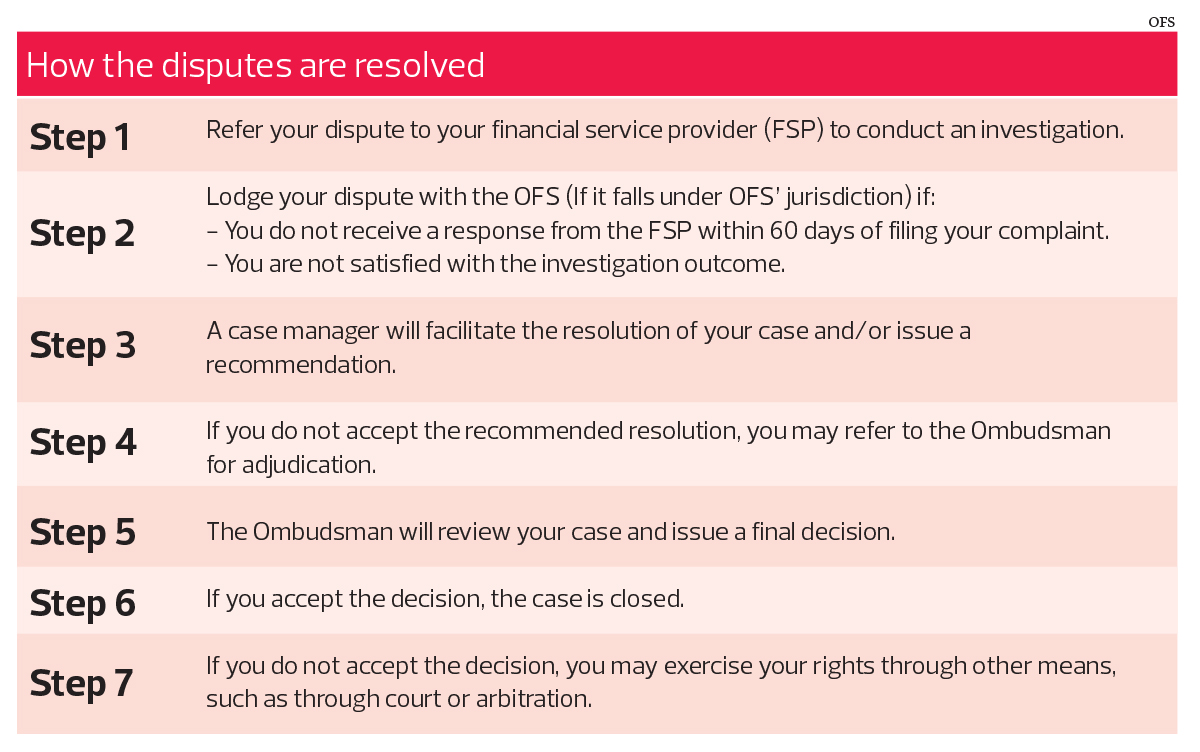 OFS
How the disputes are resolved
Step 1
Refer your dispute to your financial service provider (FSP) to conduct an investigation.
Step 2
Lodge your dispute with the OFS (If it falls under OFS’ jurisdiction) if:
– You do not receive a response from the FSP within 60 days of filing your complaint.
– You are not satisfied with the investigation outcome.
Step 3
A case manager will facilitate the resolution of your case and/or issue a
recommendation.
Step 4
If you do not accept the recommended resolution, you may refer to the Ombudsman
for adjudication.
Step 5
The Ombudsman will review your case and issue a final decision.
Step 6
If you accept the decision, the case is closed.
Step 7
If you do not accept the decision, you may exercise your rights through other means,
such as through court or arbitration.